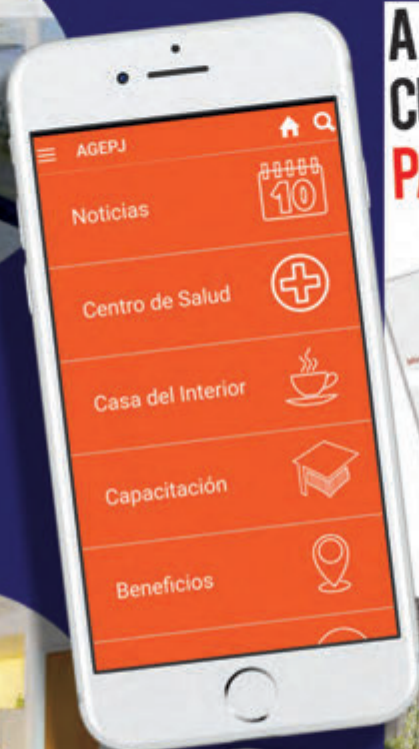 AGEPJ
Noticias
10
Centro de Salud
Casa del Interior
Capacitación
Beneficios